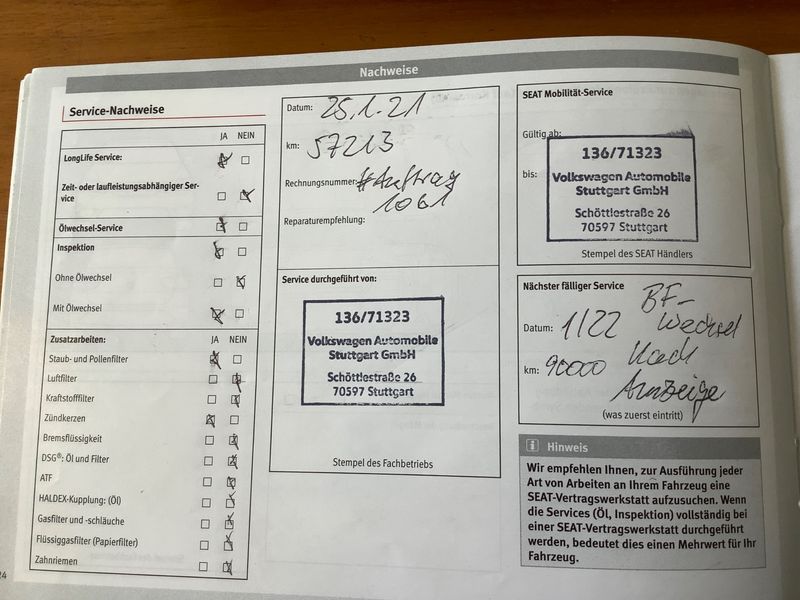 Nachweise
Service-Nachweise
JA NEIN
LongLife Service:
Zeit- oder laufleistungsabhängiger Ser-
vice
Ölwechsel-Service
Inspektion
Ohne Ölwechsel
Mit Ölwechsel
Zusatzarbeiten: JA NEIN
Staub- und Pollenfilter
Luftfilter
Kraftstofffilter
Zündkerzen
Bremsflüssigkeit
DSG®: Öl und Filter
ATF
HALDEX-Kupplung: (Öl)
Gasfilter und -schläuche
Flüssiggasfilter (Papierfilter)
Zahnriemen
Datum: 25.1.21
km: 57213
Rechnungsnummer: #Auftrag
1061
Reparaturempfehlung:
Service durchgeführt von:
136/71323
Volkswagen Automobile
Stuttgart GmbH
Schöttlestraße 26
70597 Stuttgart
Stempel des Fachbetriebs
SEAT Mobilität-Service
Gültig ab:
bis:
136/71323
Volkswagen Automobile
Stuttgart GmbH
Schöttlestraße 26
70597 Stuttgart
Stempel des SEAT Händlers
Nächster fälliger Service
Datum: 1/22
km: 90000
BF-
Wechsel
Nach
Anzeige
(was zuerst eintritt)
i Hinweis
Wir empfehlen Ihnen, zur Ausführung jeder
Art von Arbeiten an Ihrem Fahrzeug eine
SEAT-Vertragswerkstatt aufzusuchen. Wenn
die Services (Öl, Inspektion) vollständig bei
einer SEAT-Vertragswerkstatt durchgeführt
werden, bedeutet dies einen Mehrwert für Ihr
Fahrzeug.
24